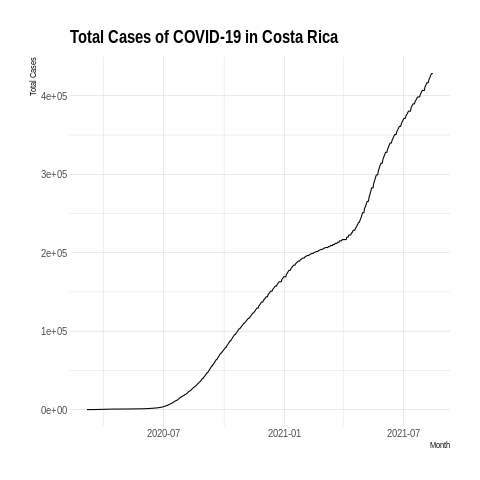 Total Cases of COVID-19 in Costa Rica
Total Cases
4e+05
3e+05
2e+05
1e+05
0e+00
2020-07 2021-01 2021-07
Month